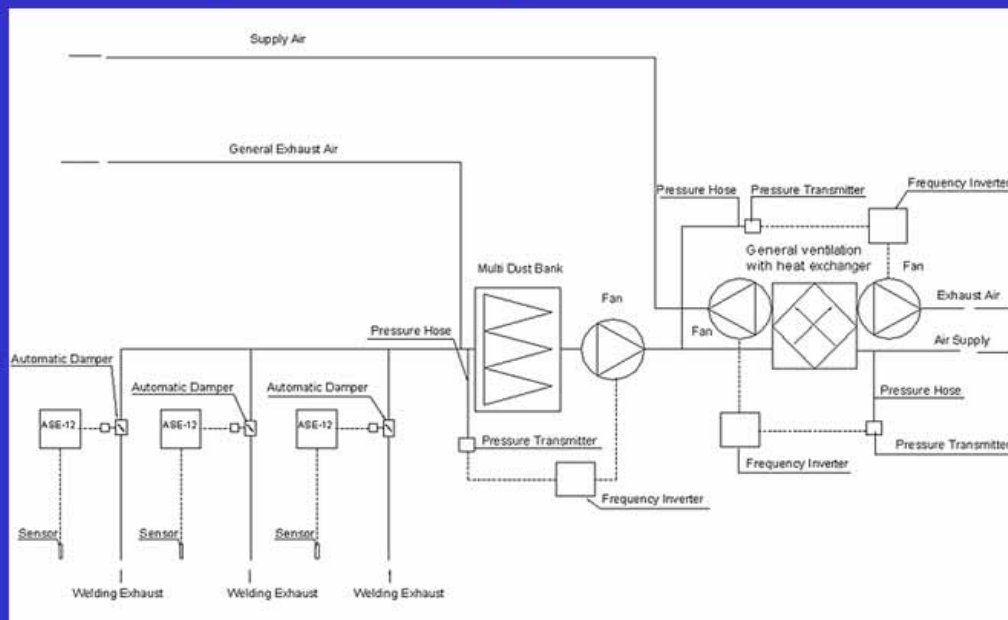 Supply Air
General Exhaust Air
Pressure Hose
Pressure Transmitter
Frequency Inverter
General ventilation
with heat exchanger
Fan
Multi Dust Bank
Fan
Exhaust Air
Pressure Hose
Fan
Air Supply
Automatic Damper
Automatic Damper
Automatic Damper
Pressure Hose
ASE-12
ASE-12
ASE-12
Pressure Transmitter
Pressure Transmitter
Frequency Inverter
Frequency Inverter
Sensor
Sensor
Sensor
Welding Exhaust
Welding Exhaust
Welding Exhaust